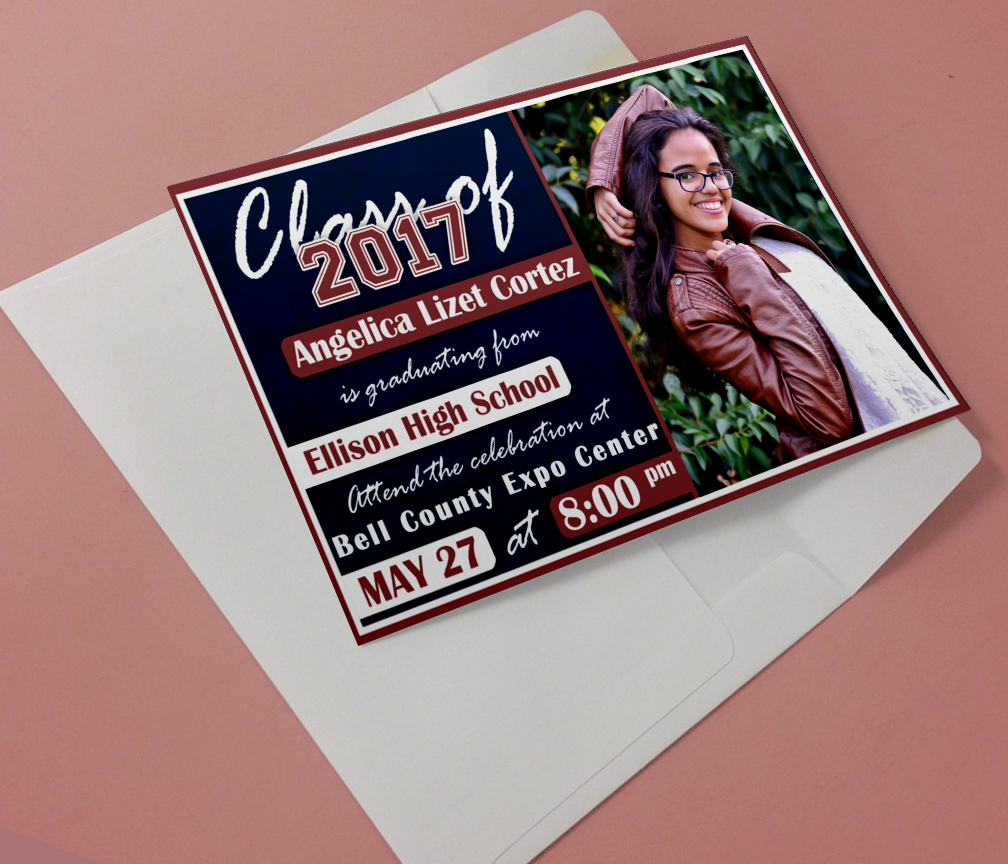 Class of
2017
Angelica Lizet Cortez
is graduating from
Ellison High School
Attend the celebration at
Bell County Expo Center
MAY 27 at 8:00 pm